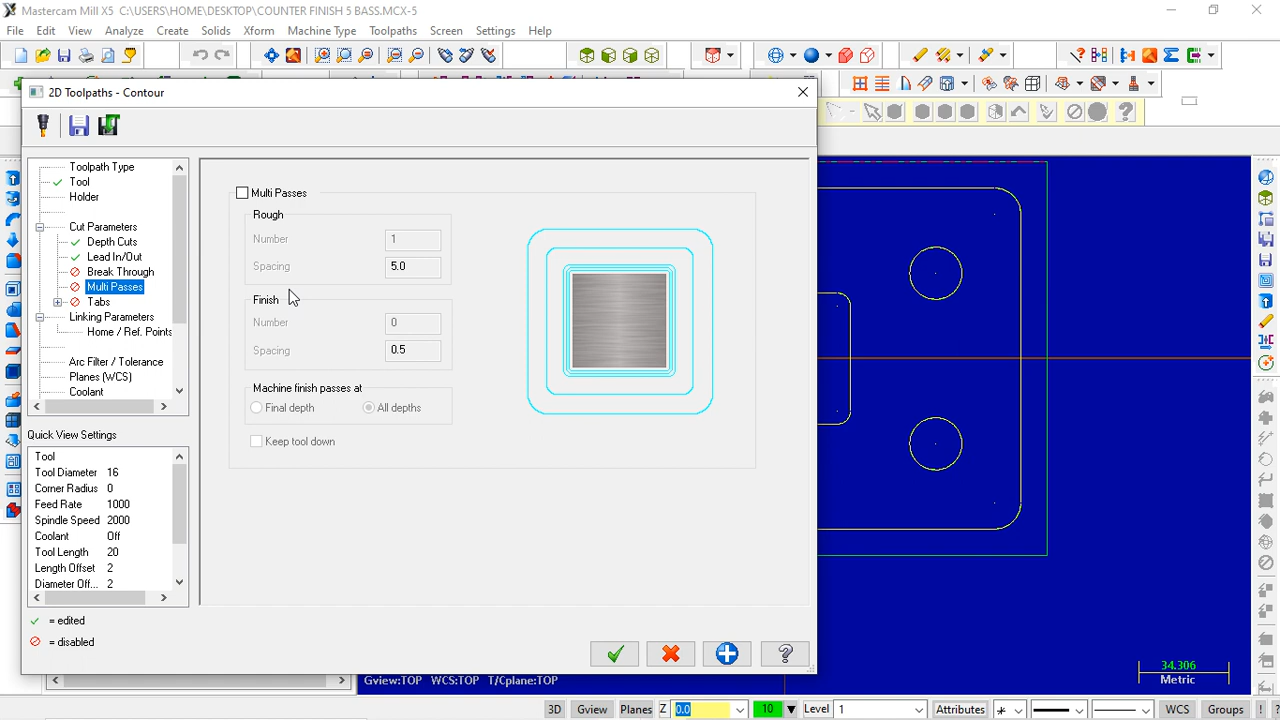 Mastercam Mill X5 C:\USERS\HOME\DESKTOP\COUNTER FINISH 5 BASS.MCX-5
File Edit View Analyze Create Solids Xform Machine Type Toolpaths Screen Settings Help
2D Toolpaths - Contour
Toolpath Type
Tool
Holder
Cut Parameters
Depth Cuts
Lead In/Out
Break Through
Multi Passes
Tabs
Linking Parameters
Home / Ref. Points
Arc Filter / Tolerance
Planes (WCS)
Coolant
Quick View Settings
Tool
Tool Diameter 16
Corner Radius 0
Feed Rate 1000
Spindle Speed 2000
Coolant Off
Tool Length 20
Length Offset 2
Diameter Off... 2
= edited
= disabled
Multi Passes
Rough
Number 1
Spacing 5.0
Finish
Number 0
Spacing 0.5
Machine finish passes at
Final depth All depths
Keep tool down
34.306
Metric
Gview:TOP WCS:TOP T/Cplane:TOP
3D Gview Planes Z 0.0 10 Level 1 Attributes WCS Groups ! ?